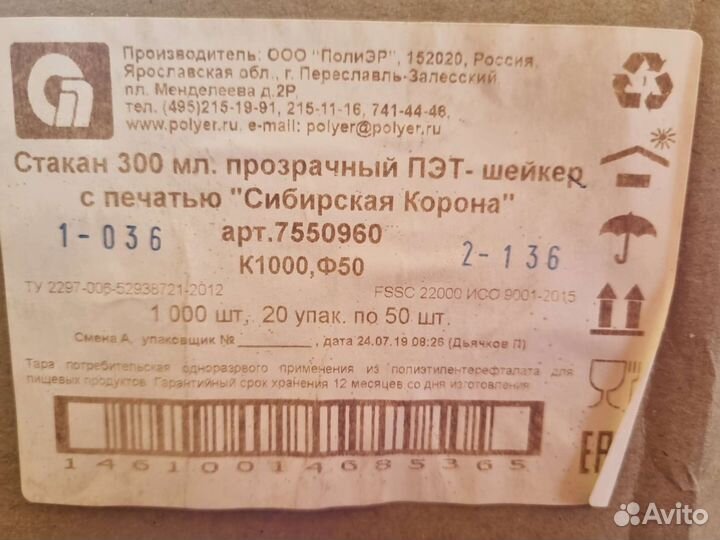 Производитель: ООО "ПолиЭР", 152020, Россия,
Ярославская обл., г. Переславль-Залесский,
пл. Менделеева д.2Р,
тел. (495)215-19-91, 215-11-16, 741-44-48,
www.polyer.ru, e-mail: polyer@polyer.ru
Стакан 300 мл. прозрачный ПЭТ- шейкер
с печатью "Сибирская Корона"
1-036
арт.7550960
2-136
К1000,Ф50
ТУ 2297-006-52938721-2012
FSSC 22000 ИСО 9001-2015
1 000 шт, 20 упак. по 50 шт.
Смена А, упаковщик № ________, дата 24.07.19 08:26 (Дьячков П)
Тара потребительская одноразового применения из полиэтилентерефталата для
пищевых продуктов. Гарантийный срок хранения 12 месяцев со дня изготовления
14610014685365
EAC
Avito